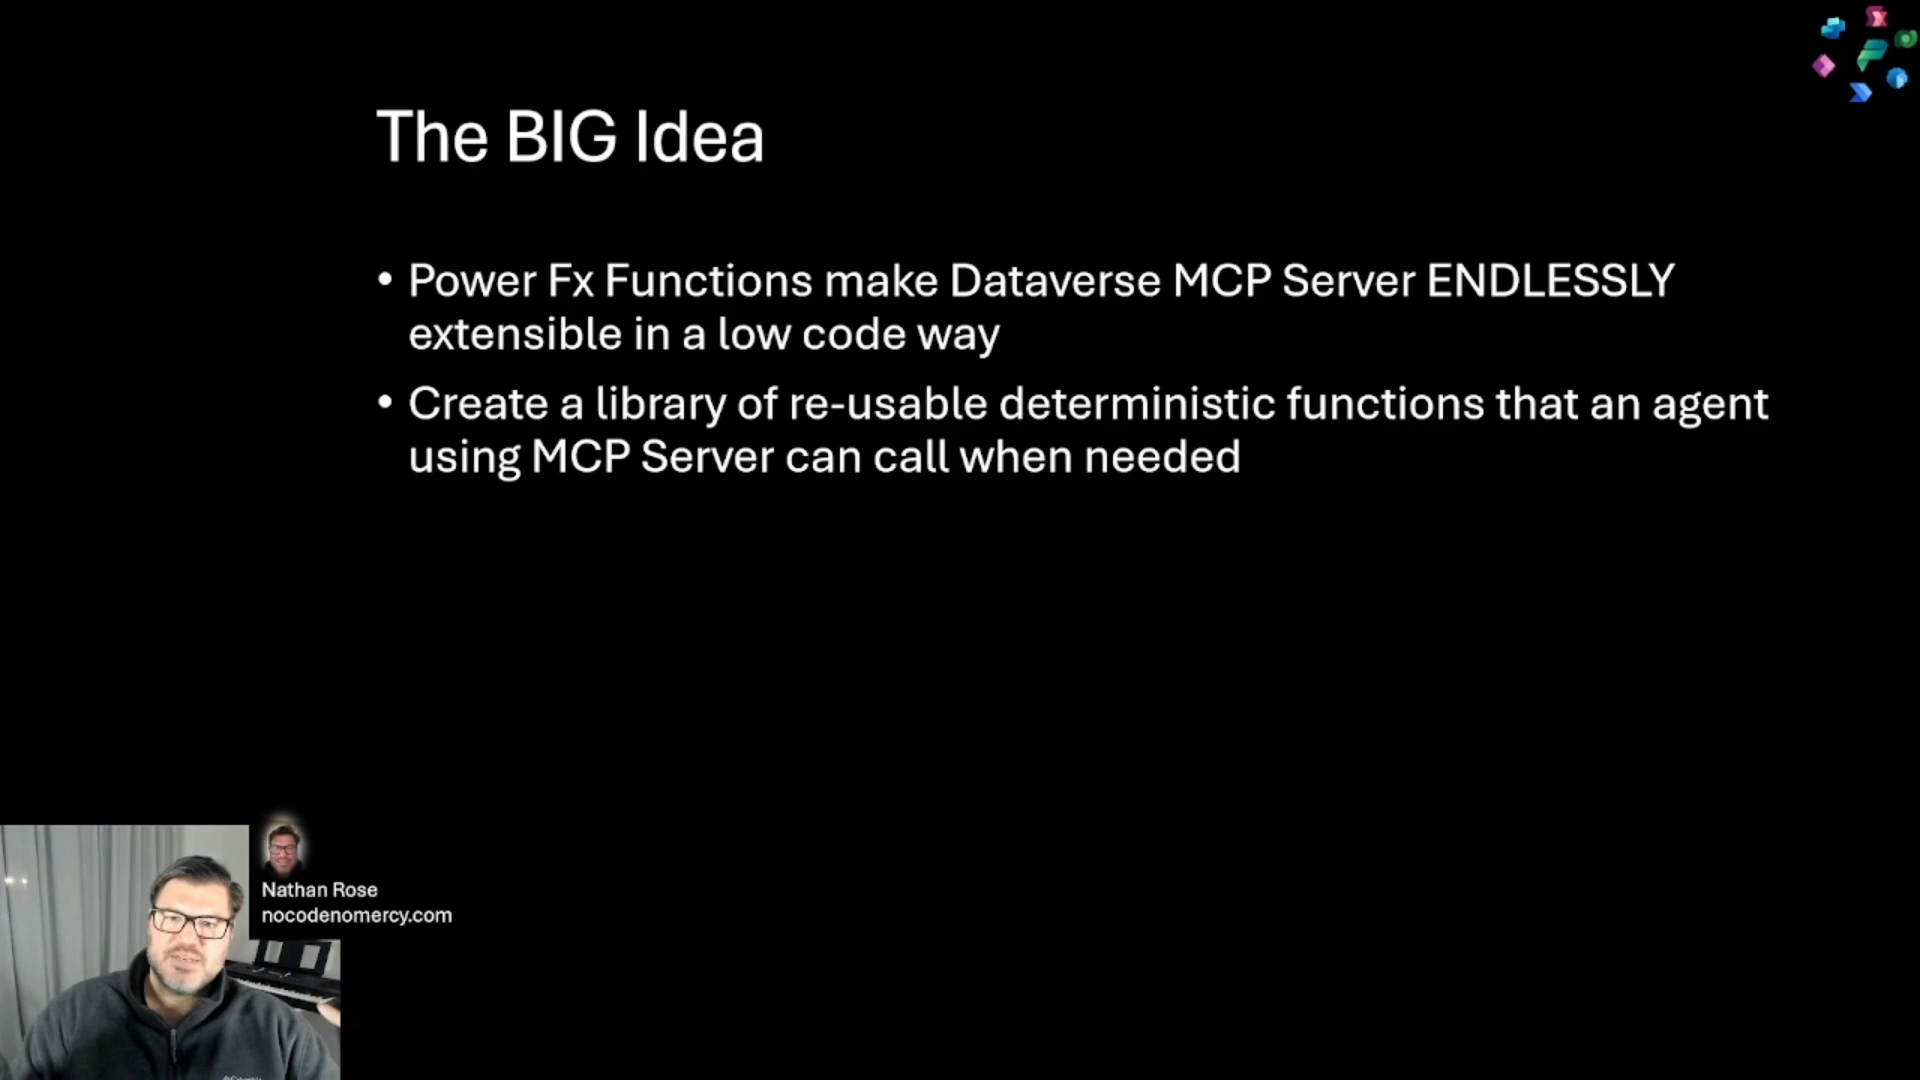 The BIG Idea
• Power Fx Functions make Dataverse MCP Server ENDLESSLY
extensible in a low code way
• Create a library of re-usable deterministic functions that an agent
using MCP Server can call when needed
Nathan Rose
nocodenomercy.com